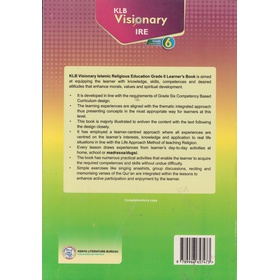 KLB
Visionary
IRE
6
KLB Visionary Islamic Religious Education Grade 6 Learner's Book is aimed
at equipping the learner with knowledge, skills, competencies and desired
attitudes that enhance morals, values and spiritual development.
• It is developed in line with the requirements of Grade Six Competency Based
Curriculum design.
• The learning experiences are aligned with the thematic integrated approach
thus presenting concepts in the most appropriate way for learners at this
level.
• This book is majorly illustrated to enliven the content with the text following
the design closely.
• It has employed a learner-centred approach where all experiences are
centred on the learner's interests, knowledge and application to real life
situations in line with the Life Approach Method of teaching Religion.
• Every lesson draws experiences from learner's day-to-day activities at
home, school or madrassa/dugsi.
• The book has numerous practical activities that enable the learner to acquire
the required competencies and skills without undue difficulty.
• Simple exercises like singing anasheed, group discussions, reciting and
memorising verses of the Qur'an are integrated within the lessons to
enhance active participation and enjoyment by the learner.
KENYA LITERATURE BUREAU